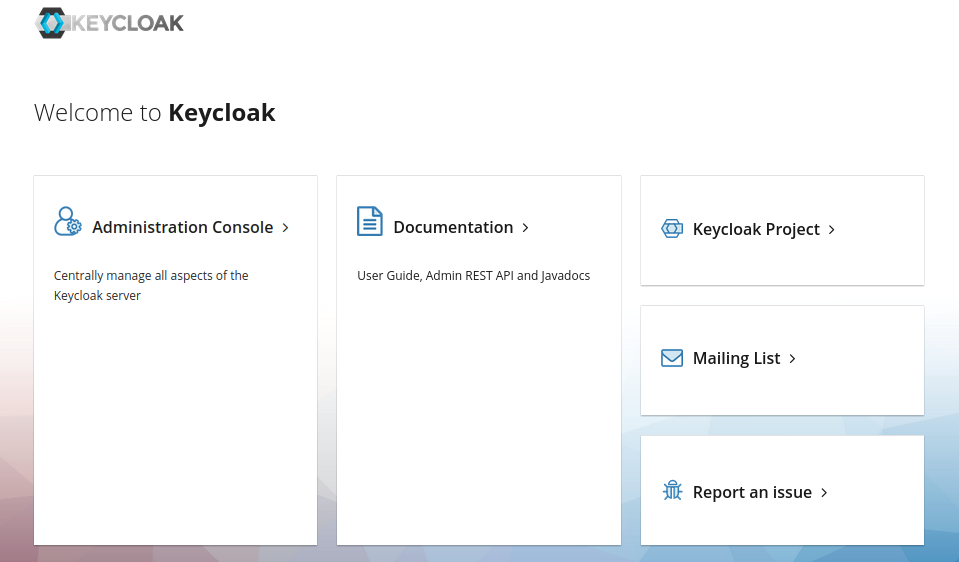 KEYCLOAK
Welcome to Keycloak
Administration Console
Centrally manage all aspects of the
Keycloak server
Documentation
User Guide, Admin REST API and Javadocs
Keycloak Project
Mailing List
Report an issue